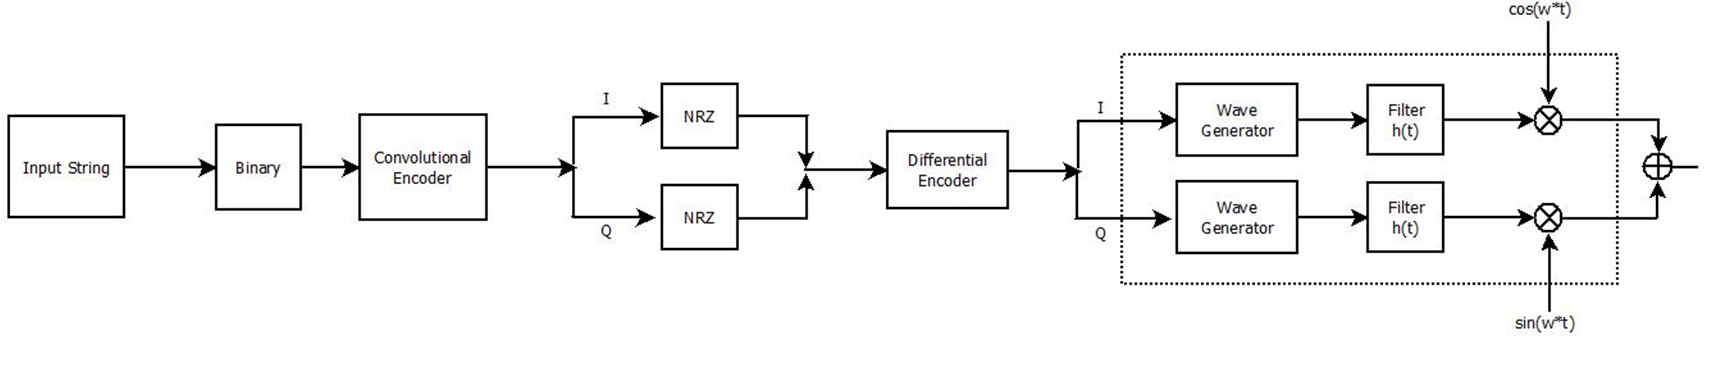 cos(w*t)
Input String
Binary
Convolutional
Encoder
I
NRZ
NRZ
Q
Differential
Encoder
I
Wave
Generator
Filter
h(t)
Wave
Generator
Filter
h(t)
Q
sin(w*t)